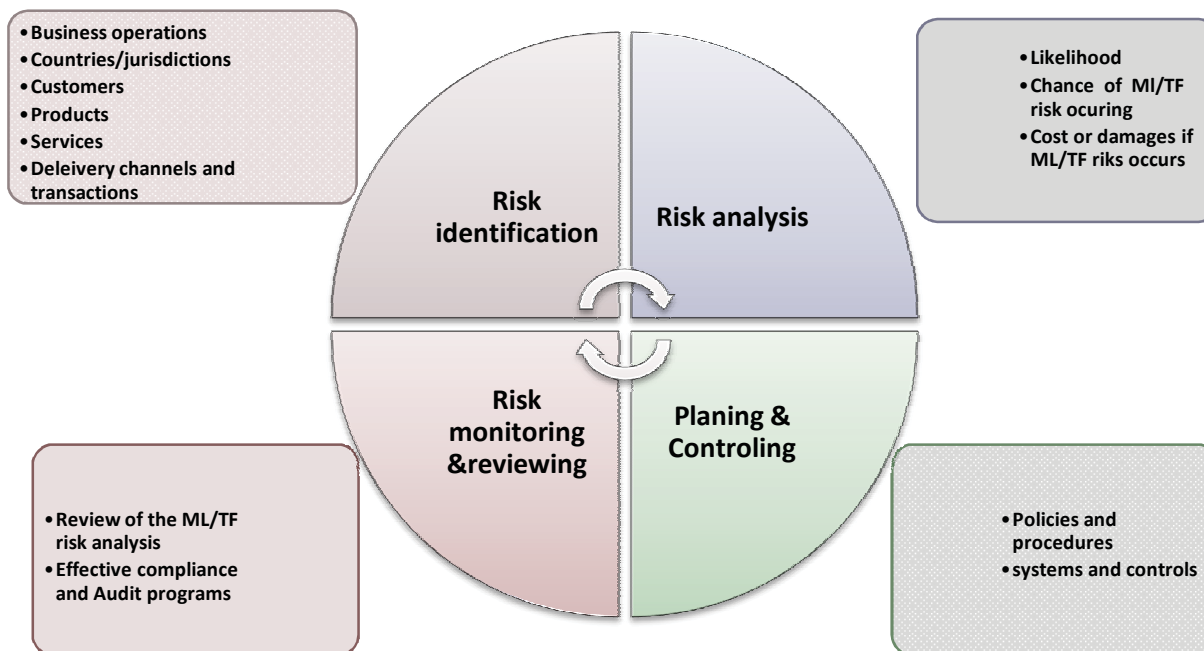 •Business operations
•Countries/jurisdictions
•Customers
•Products
•Services
•Deleivery channels and
transactions
•Likelihood
•Chance of Ml/TF
risk ocuring
•Cost or damages if
ML/TF riks occurs
Risk
identification
Risk analysis
Risk
monitoring
&reviewing
Planing &
Controling
•Review of the ML/TF
risk analysis
•Effective compliance
and Audit programs
•Policies and
procedures
•systems and controls